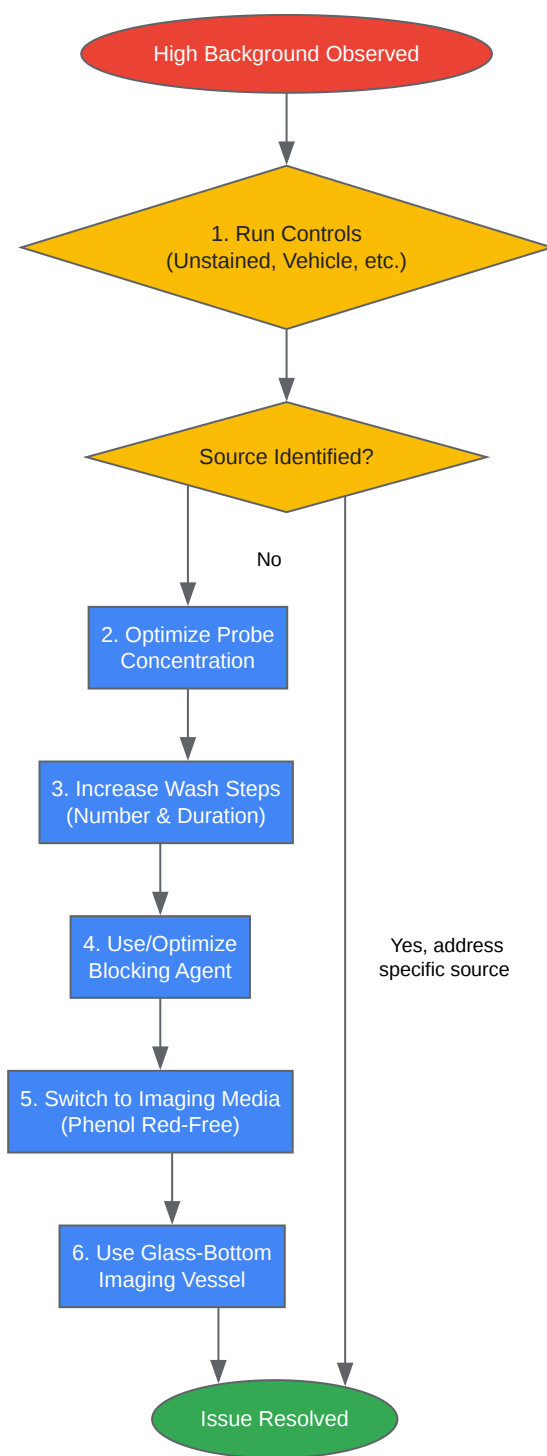 High Background Observed
1. Run Controls
(Unstained, Vehicle, etc.)
Source Identified?
No
2. Optimize Probe
Concentration
3. Increase Wash Steps
(Number & Duration)
4. Use/Optimize
Blocking Agent
Yes, address
specific source
5. Switch to Imaging Media
(Phenol Red-Free)
6. Use Glass-Bottom
Imaging Vessel
Issue Resolved